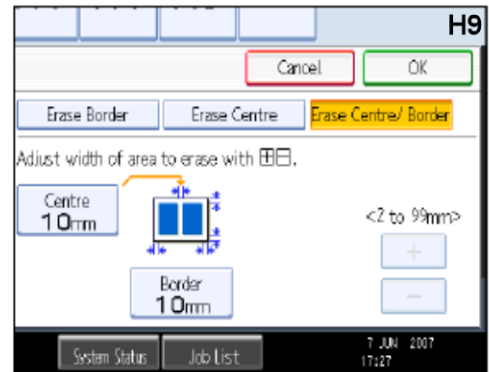 H9
Cancel OK
Erase Border Erase Centre Erase Centre/ Border
Adjust width of area to erase with ⊞⊟.
Centre
10mm
<2 to 99mm>
+
Border
10mm
−
System Status Job List 7 JUN 2007
17:27